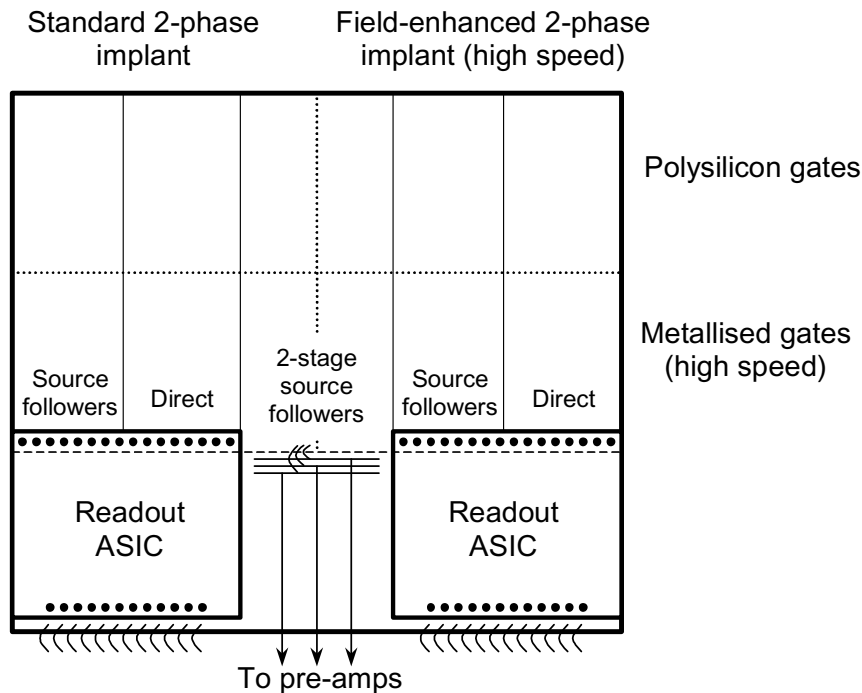 Standard 2-phase
implant
Field-enhanced 2-phase
implant (high speed)
Polysilicon gates
Metallised gates
(high speed)
Source
followers
Direct
2-stage
source
followers
Source
followers
Direct
Readout
ASIC
Readout
ASIC
To pre-amps